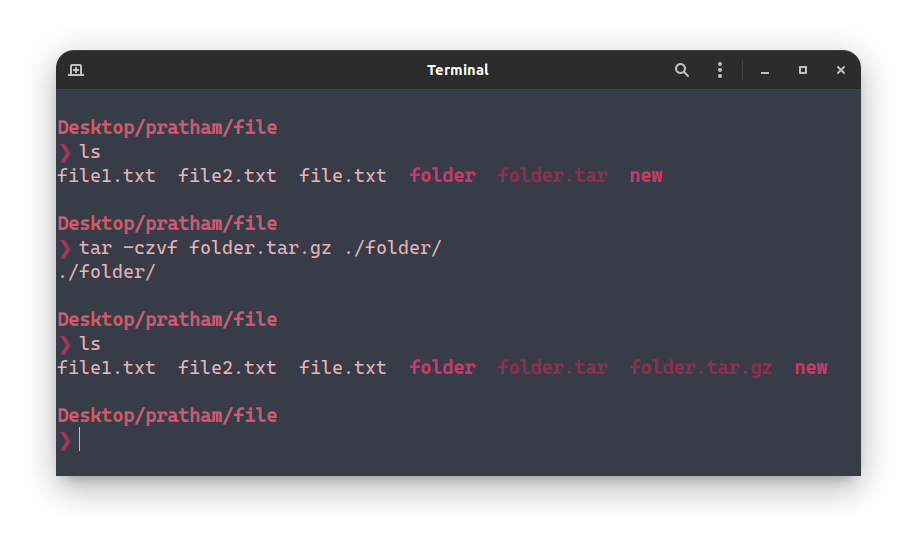 Terminal
Desktop/pratham/file
❯ ls
file1.txt  file2.txt  file.txt  folder  folder.tar  new
Desktop/pratham/file
❯ tar -czvf folder.tar.gz ./folder/
./folder/
Desktop/pratham/file
❯ ls
file1.txt  file2.txt  file.txt  folder  folder.tar  folder.tar.gz  new
Desktop/pratham/file
❯